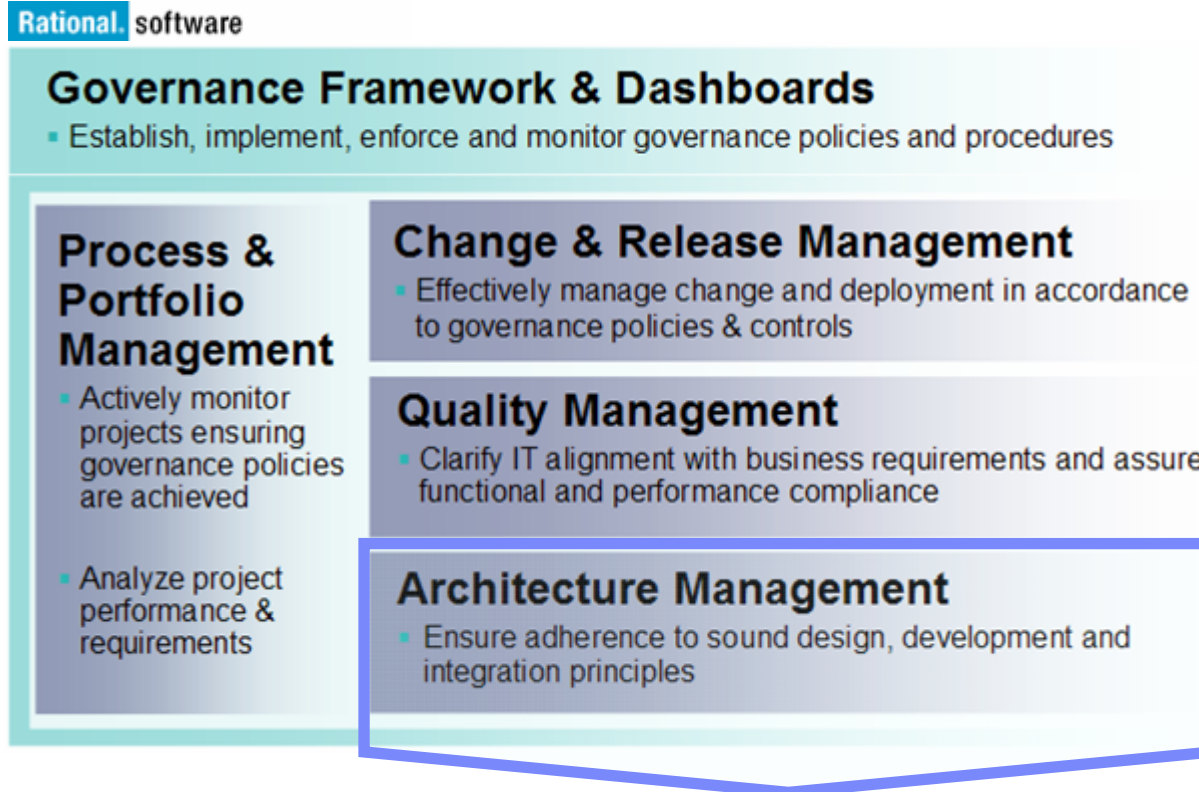 Rational. software
Governance Framework & Dashboards
▪ Establish, implement, enforce and monitor governance policies and procedures
Process &
Portfolio
Management
▪ Actively monitor
projects ensuring
governance policies
are achieved
▪ Analyze project
performance &
requirements
Change & Release Management
▪ Effectively manage change and deployment in accordance
to governance policies & controls
Quality Management
▪ Clarify IT alignment with business requirements and assure
functional and performance compliance
Architecture Management
▪ Ensure adherence to sound design, development and
integration principles